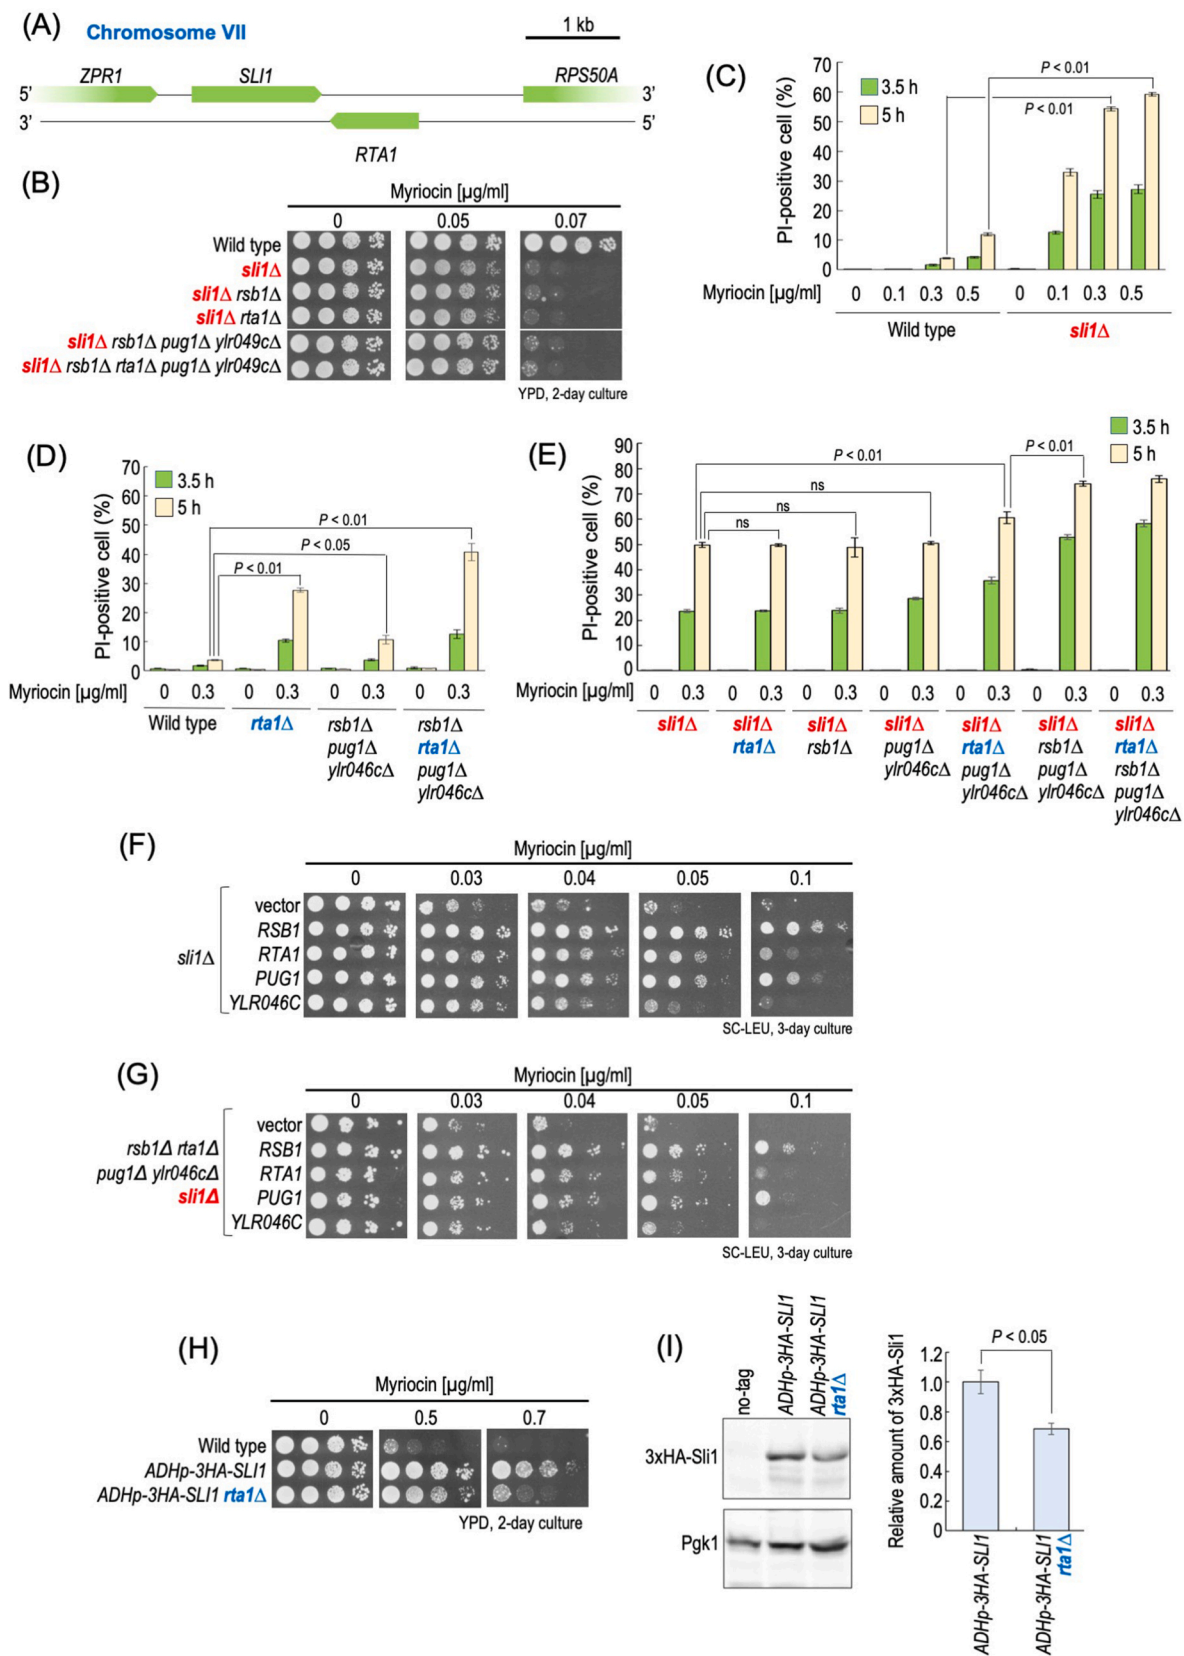 (A)
Chromosome VII
1 kb
ZPR1
SLI1
RPS50A
5’
3’
3’
5’
RTA1
(B)
Myriocin [µg/ml]
0
0.05
0.07
Wild type
sli1Δ
sli1Δ rsb1Δ
sli1Δ rta1Δ
sli1Δ rsb1Δ pug1Δ ylr049cΔ
sli1Δ rsb1Δ rta1Δ pug1Δ ylr049cΔ
YPD, 2-day culture
(C)
PI-positive cell (%)
70
60
50
40
30
20
10
0
3.5 h
5 h
P < 0.01
P < 0.01
Myriocin [µg/ml]
0 0.1 0.3 0.5 0 0.1 0.3 0.5
Wild type
sli1Δ
(D)
PI-positive cell (%)
70
60
50
40
30
20
10
0
3.5 h
5 h
P < 0.01
P < 0.05
P < 0.01
Myriocin [µg/ml]
0 0.3 0 0.3 0 0.3 0 0.3
Wild type
rta1Δ
rsb1Δ
pug1Δ
ylr046cΔ
rsb1Δ
rta1Δ
pug1Δ
ylr046cΔ
(E)
PI-positive cell (%)
90
80
70
60
50
40
30
20
10
0
3.5 h
5 h
P < 0.01
P < 0.01
ns
ns
ns
Myriocin [µg/ml]
0 0.3 0 0.3 0 0.3 0 0.3 0 0.3 0 0.3 0 0.3
sli1Δ
sli1Δ
rta1Δ
sli1Δ
rsb1Δ
sli1Δ
pug1Δ
ylr046cΔ
sli1Δ
rta1Δ
pug1Δ
ylr046cΔ
sli1Δ
rsb1Δ
pug1Δ
ylr046cΔ
sli1Δ
rta1Δ
rsb1Δ
pug1Δ
ylr046cΔ
(F)
Myriocin [µg/ml]
0
0.03
0.04
0.05
0.1
sli1Δ
vector
RSB1
RTA1
PUG1
YLR046C
SC-LEU, 3-day culture
(G)
Myriocin [µg/ml]
0
0.03
0.04
0.05
0.1
rsb1Δ rta1Δ
pug1Δ ylr046cΔ
sli1Δ
vector
RSB1
RTA1
PUG1
YLR046C
SC-LEU, 3-day culture
(H)
Myriocin [µg/ml]
0
0.5
0.7
Wild type
ADHp-3HA-SLI1
ADHp-3HA-SLI1 rta1Δ
YPD, 2-day culture
(I)
no-tag
ADHp-3HA-SLI1
ADHp-3HA-SLI1
rta1Δ
3xHA-Sli1
Pgk1
Relative amount of 3xHA-Sli1
1.2
1.0
0.8
0.6
0.4
0.2
0
P < 0.05
ADHp-3HA-SLI1
ADHp-3HA-SLI1
rta1Δ